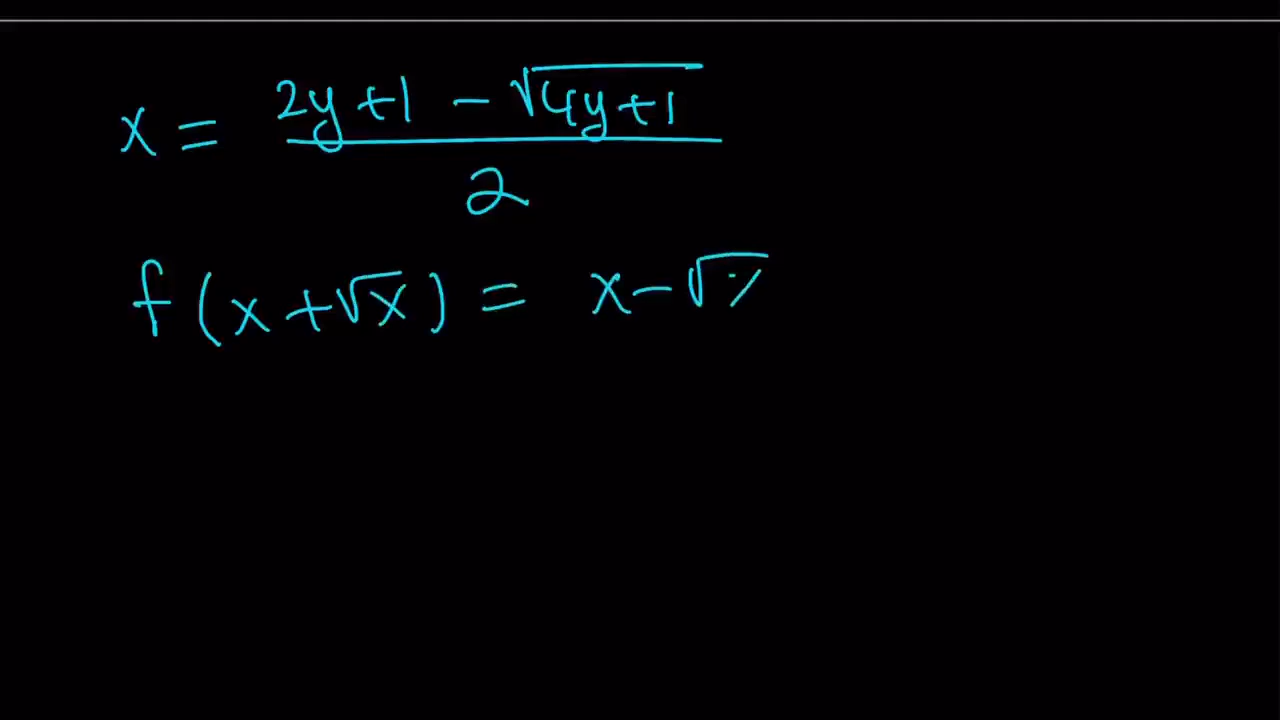 x = (2y+1 - √(4y+1))/2
f(x+√x) = x-√x